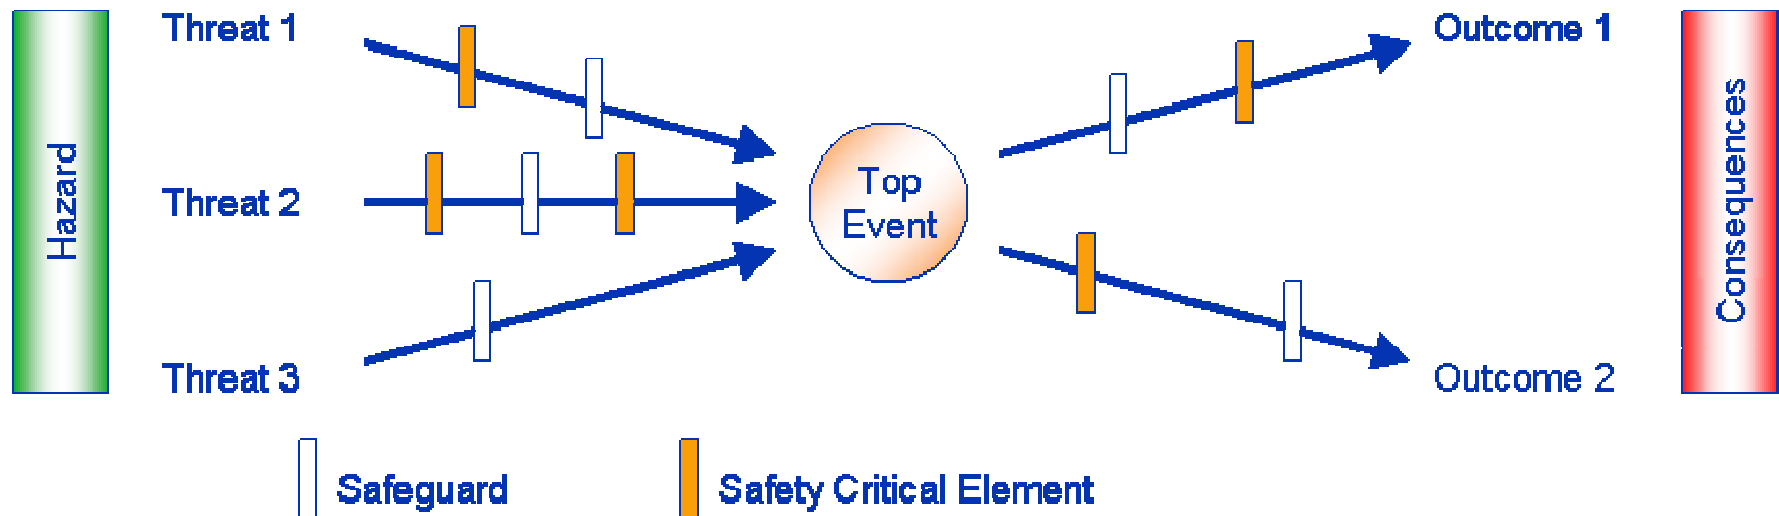 Hazard
Threat 1
Threat 2
Threat 3
Top
Event
Outcome 1
Outcome 2
Consequences
Safeguard
Safety Critical Element